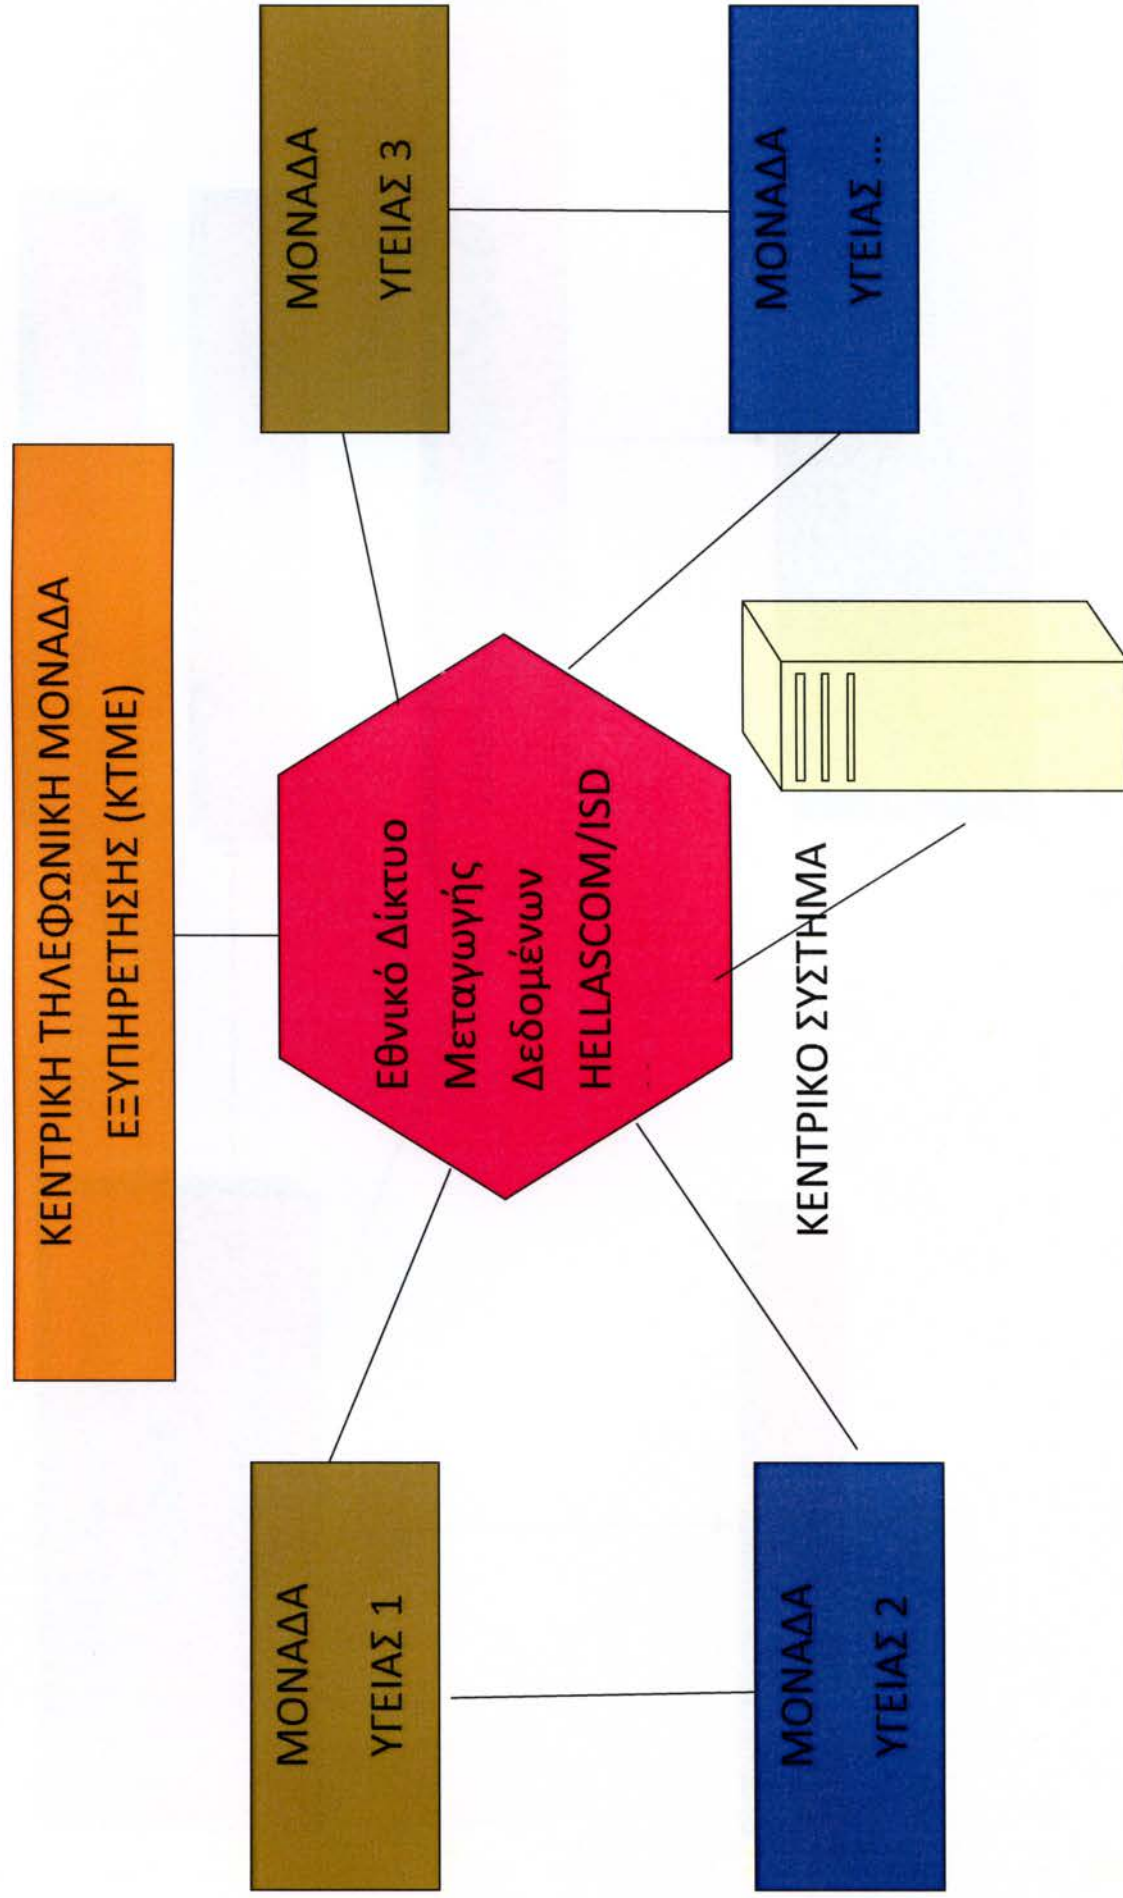 ΚΕΝΤΡΙΚΗ ΤΗΛΕΦΩΝΙΚΗ ΜΟΝΑΔΑ
ΕΞΥΠΗΡΕΤΗΣΗΣ (ΚΤΜΕ)
ΜΟΝΑΔΑ
ΥΓΕΙΑΣ 1
ΜΟΝΑΔΑ
ΥΓΕΙΑΣ 3
Εθνικό Δίκτυο
Μεταγωγής
Δεδομένων
HELLASCOM/ISD
ΜΟΝΑΔΑ
ΥΓΕΙΑΣ 2
ΚΕΝΤΡΙΚΟ ΣΥΣΤΗΜΑ
ΜΟΝΑΔΑ
ΥΓΕΙΑΣ ...